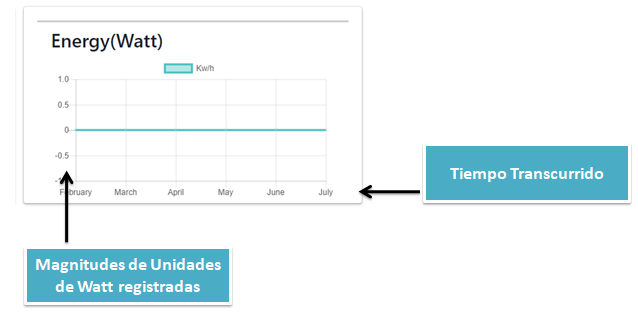 Energy(Watt)
Kw/h
1.0
0.5
0
-0.5
February March April May June July
Tiempo Transcurrido
Magnitudes de Unidades
de Watt registradas